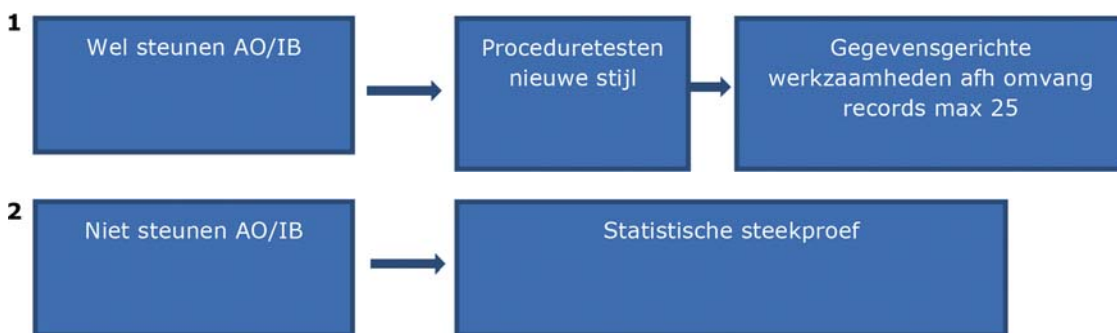 1
Wel steunen AO/IB
Proceduretesten
nieuwe stijl
Gegevensgerichte
werkzaamheden afh omvang
records max 25
2
Niet steunen AO/IB
Statistische steekproef